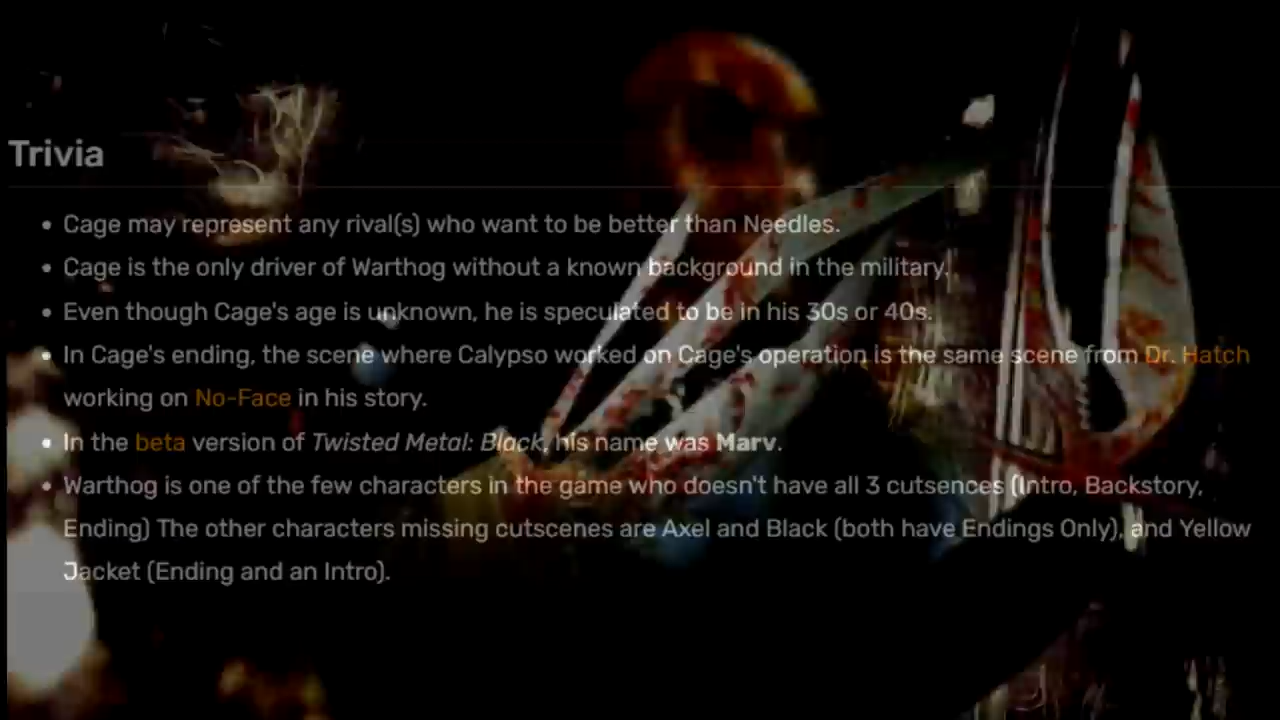 Trivia
Cage may represent any rival(s) who want to be better than Needles.
Cage is the only driver of Warthog without a known background in the military.
Even though Cage's age is unknown, he is speculated to be in his 30s or 40s.
In Cage's ending, the scene where Calypso worked on Cage's operation is the same scene from Dr. Hatch
working on No-Face in his story.
In the beta version of Twisted Metal: Black, his name was Marv.
Warthog is one of the few characters in the game who doesn't have all 3 cutsences (Intro, Backstory,
Ending) The other characters missing cutscenes are Axel and Black (both have Endings Only), and Yellow
Jacket (Ending and an Intro).